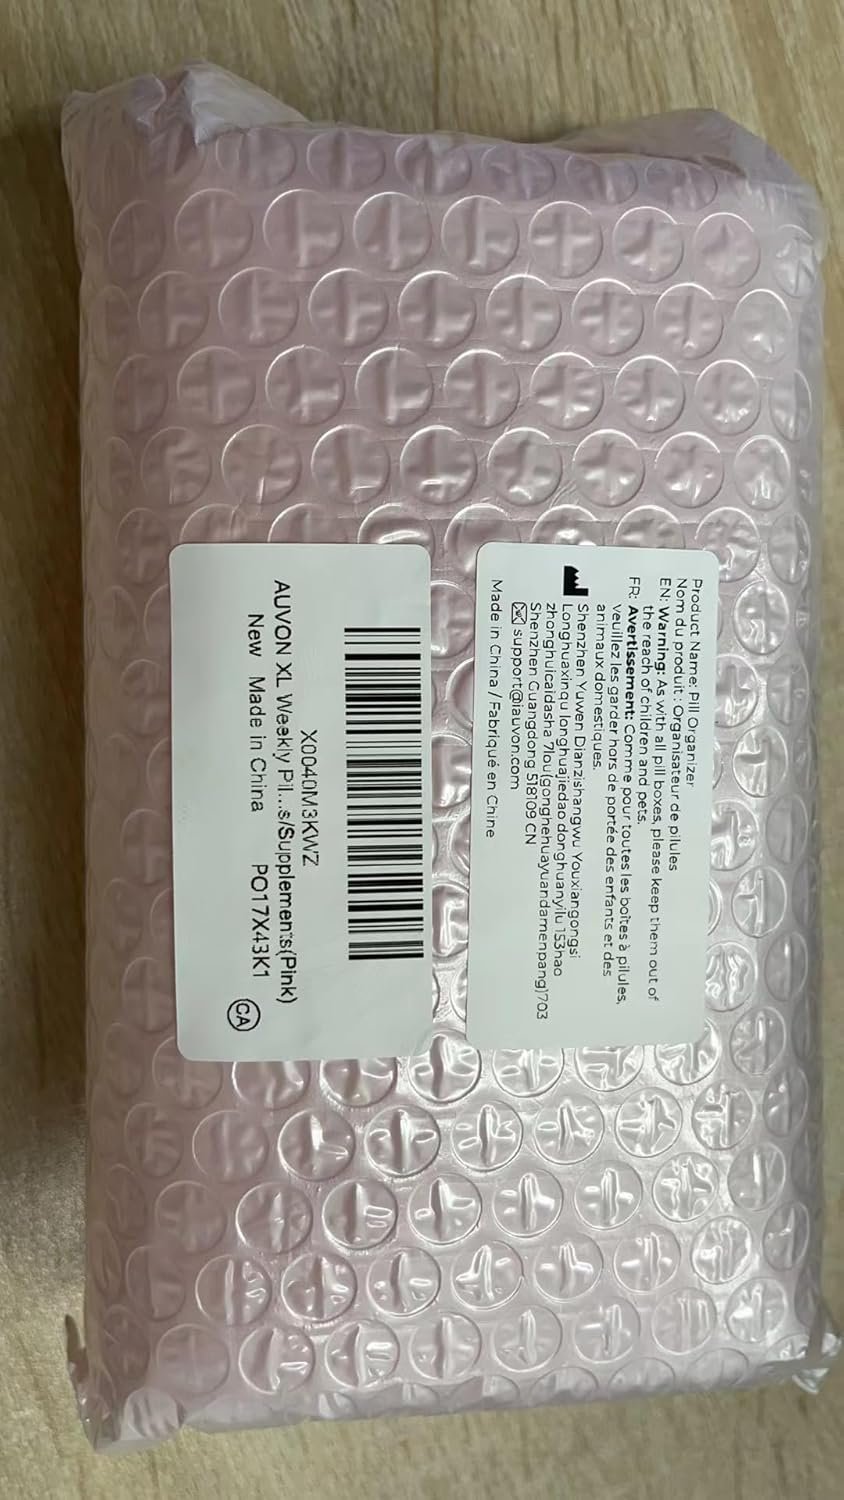 Product Name: Pill Organizer
Nom du produit : Organisateur de pilules
EN: Warning: As with all pill boxes, please keep them out of
the reach of children and pets.
FR: Avertissement: Comme pour toutes les boîtes à pilules,
veuillez les garder hors de portée des enfants et des
animaux domestiques.
Shenzhen Yuwen Dianzishangwu Youxiangongsi
Longhuaxinqu longhuajiedao donghuanyilu 153hao
zhonghuicaidasha 7lou(gonghehuayuandamenpang)703
Shenzhen Guangdong 518109 CN
support@iauvon.com
Made in China / Fabriqué en Chine
X0040M3KWZ
AUVON XL Weekly Pil...s/Supplements(Pink)
New Made in China PO17X43K1
CA